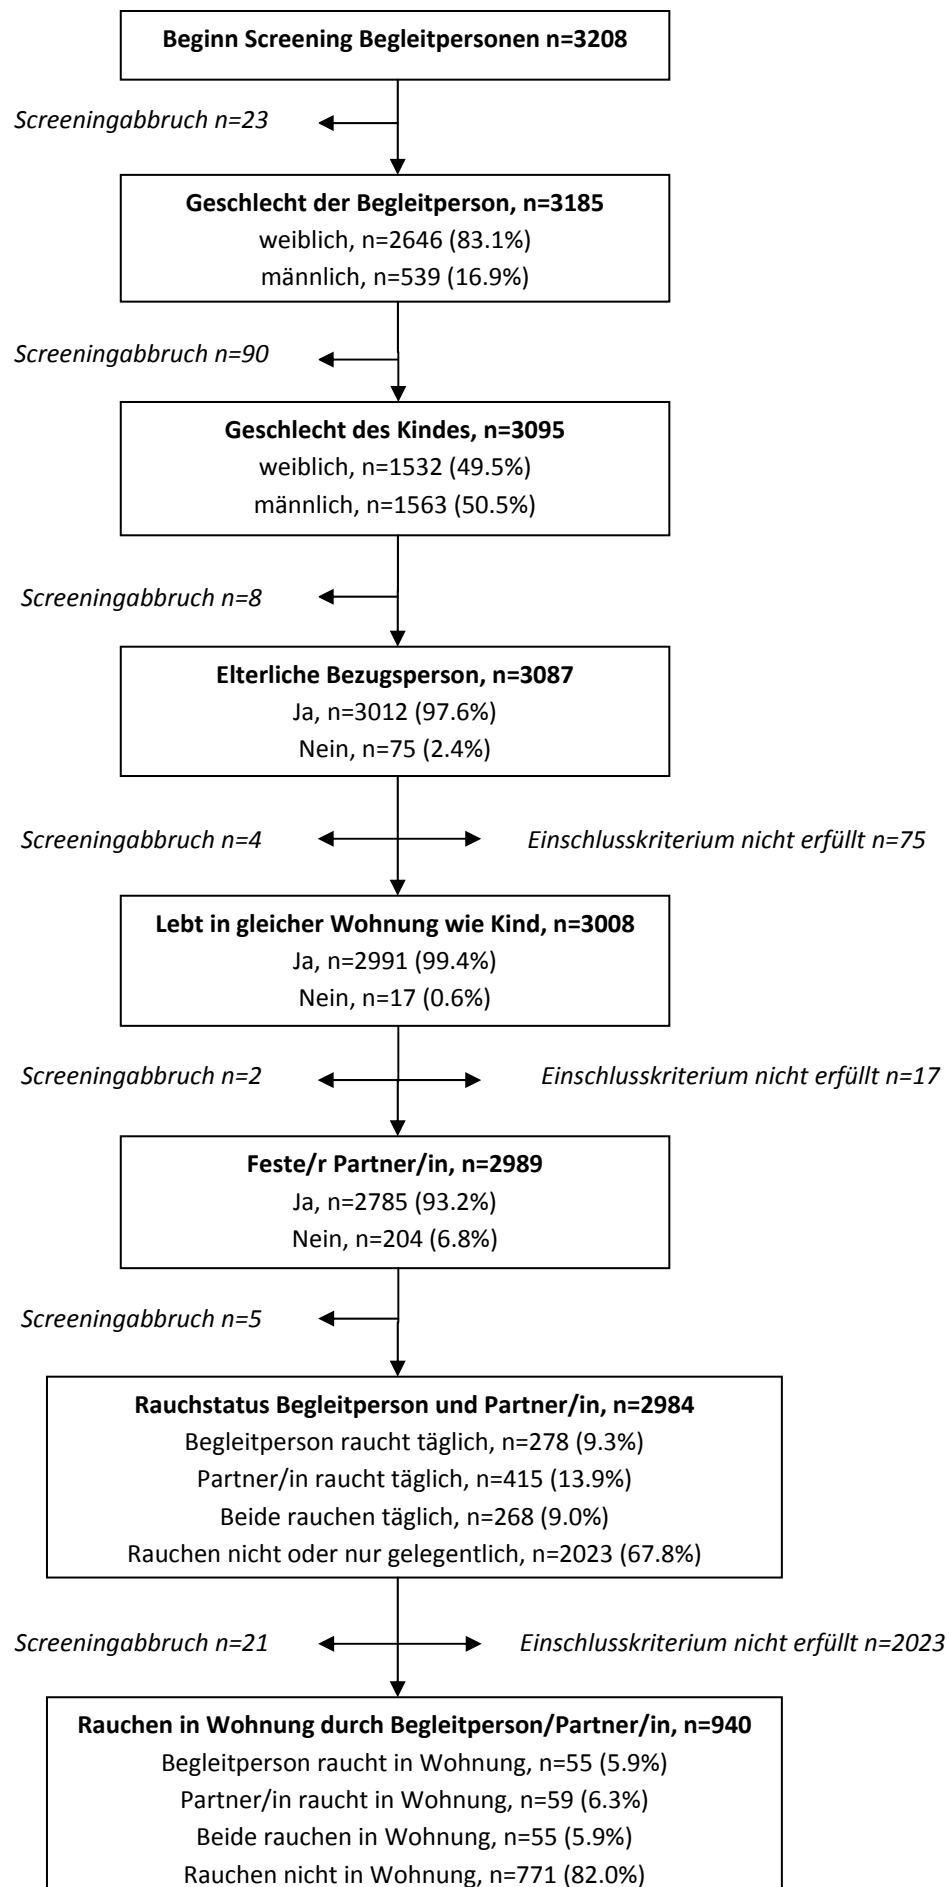 Beginn Screening Begleitpersonen n=3208
Screeningabbruch n=23
Geschlecht der Begleitperson, n=3185
weiblich, n=2646 (83.1%)
männlich, n=539 (16.9%)
Screeningabbruch n=90
Geschlecht des Kindes, n=3095
weiblich, n=1532 (49.5%)
männlich, n=1563 (50.5%)
Screeningabbruch n=8
Elterliche Bezugsperson, n=3087
Ja, n=3012 (97.6%)
Nein, n=75 (2.4%)
Screeningabbruch n=4
Einschlusskriterium nicht erfüllt n=75
Lebt in gleicher Wohnung wie Kind, n=3008
Ja, n=2991 (99.4%)
Nein, n=17 (0.6%)
Screeningabbruch n=2
Einschlusskriterium nicht erfüllt n=17
Feste/r Partner/in, n=2989
Ja, n=2785 (93.2%)
Nein, n=204 (6.8%)
Screeningabbruch n=5
Rauchstatus Begleitperson und Partner/in, n=2984
Begleitperson raucht täglich, n=278 (9.3%)
Partner/in raucht täglich, n=415 (13.9%)
Beide rauchen täglich, n=268 (9.0%)
Rauchen nicht oder nur gelegentlich, n=2023 (67.8%)
Screeningabbruch n=21
Einschlusskriterium nicht erfüllt n=2023
Rauchen in Wohnung durch Begleitperson/Partner/in, n=940
Begleitperson raucht in Wohnung, n=55 (5.9%)
Partner/in raucht in Wohnung, n=59 (6.3%)
Beide rauchen in Wohnung, n=55 (5.9%)
Rauchen nicht in Wohnung, n=771 (82.0%)